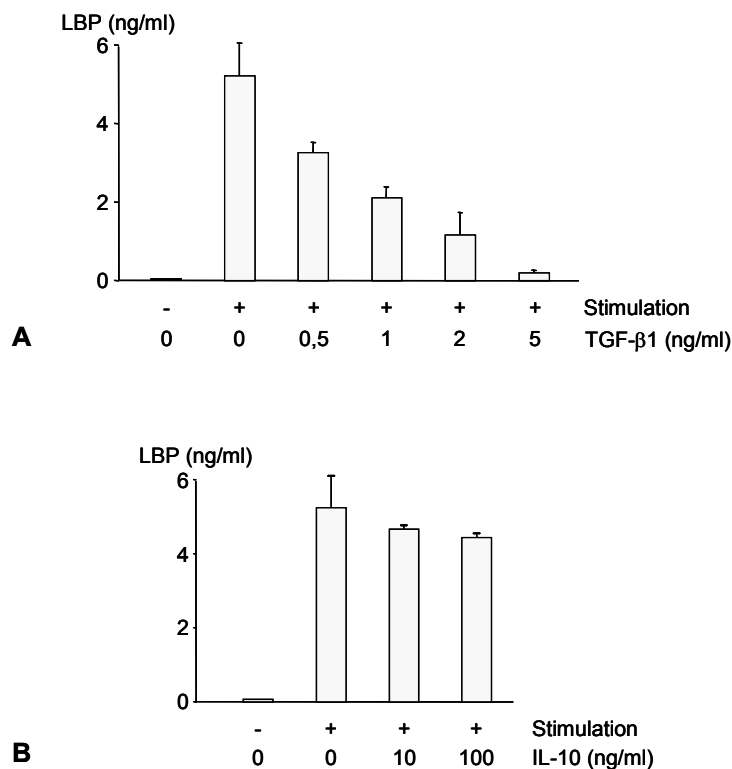 LBP (ng/ml)
6
4
2
0
- + + + + + Stimulation
A 0 0 0,5 1 2 5 TGF-β1 (ng/ml)
LBP (ng/ml)
6
4
2
0
- + + + Stimulation
B 0 0 10 100 IL-10 (ng/ml)